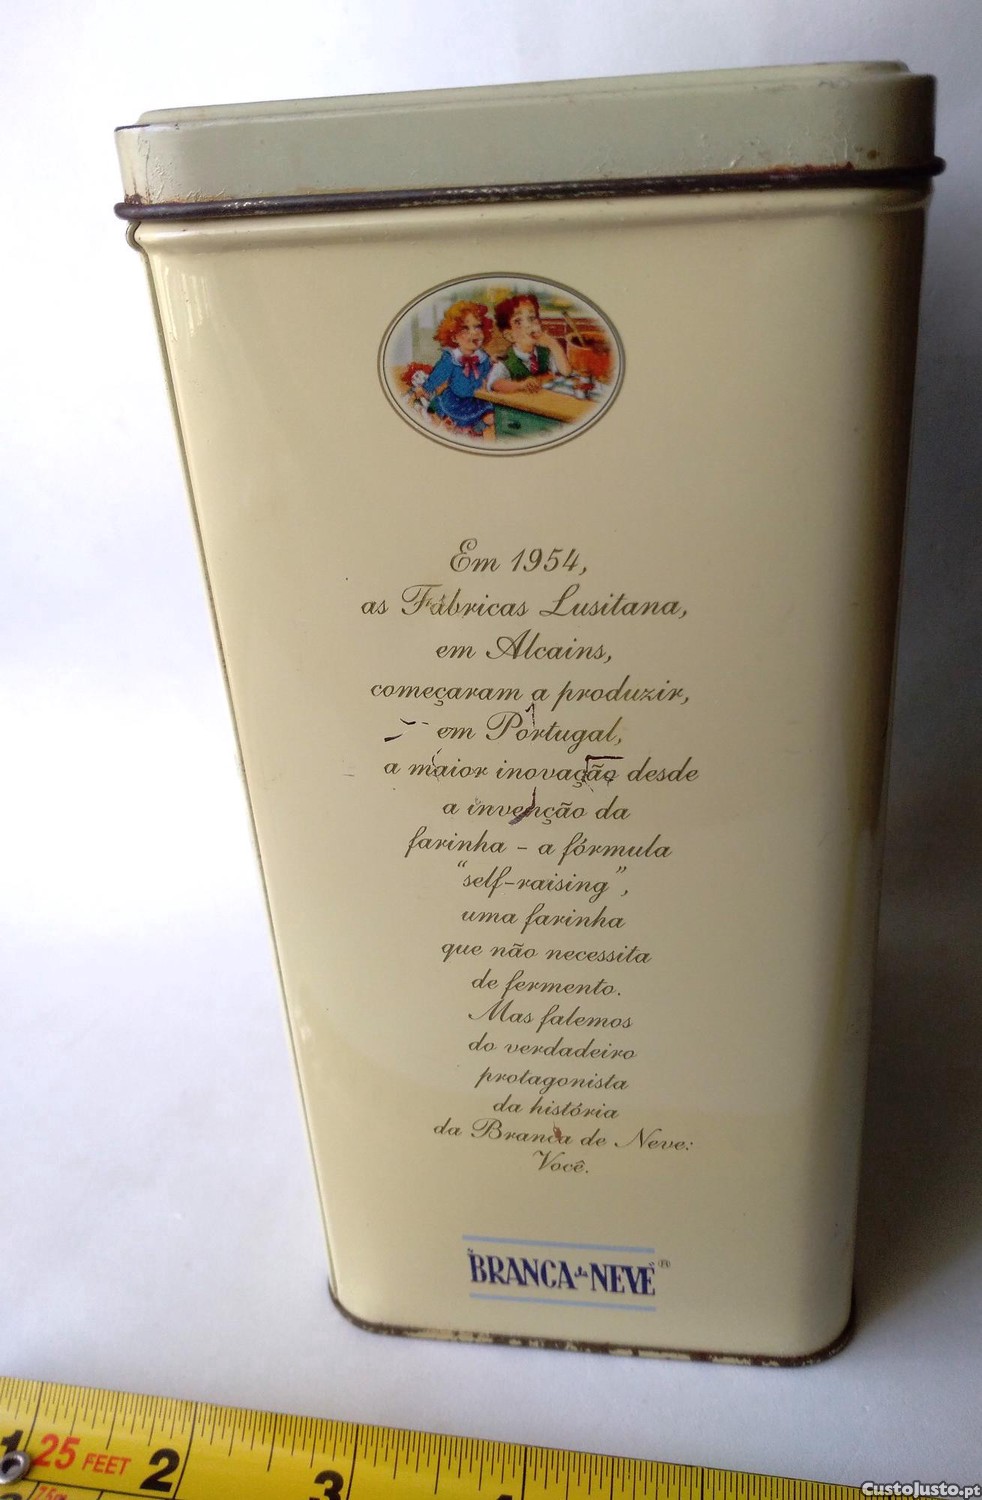 Em 1954,
as Fábricas Lusitana,
em Alcains,
começaram a produzir,
em Portugal,
a maior inovação desde
a invenção da
farinha - a fórmula
"self-raising",
uma farinha
que não necessita
de fermento.
Mas falemos
do verdadeiro
protagonista
da história
da Branca de Neve:
Você.
"BRANCA de NEVE"®
1 25 FEET 2 3
CustoJusto.pt